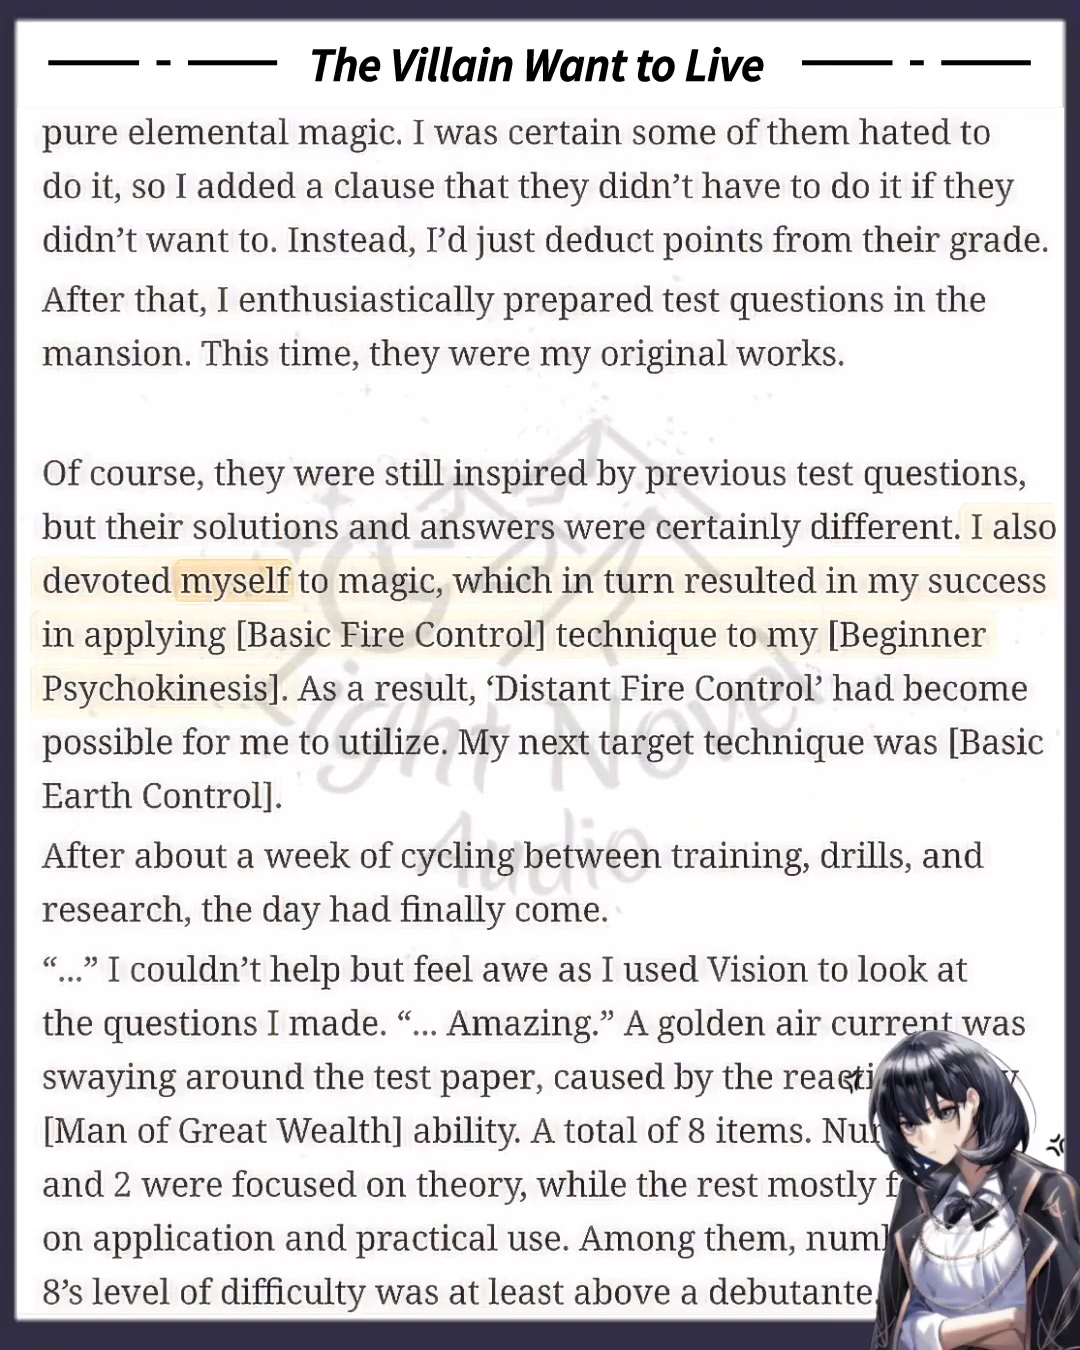 The Villain Want to Live
pure elemental magic. I was certain some of them hated to
do it, so I added a clause that they didn’t have to do it if they
didn’t want to. Instead, I’d just deduct points from their grade.
After that, I enthusiastically prepared test questions in the
mansion. This time, they were my original works.
Of course, they were still inspired by previous test questions,
but their solutions and answers were certainly different. I also
devoted myself to magic, which in turn resulted in my success
in applying [Basic Fire Control] technique to my [Beginner
Psychokinesis]. As a result, ‘Distant Fire Control’ had become
possible for me to utilize. My next target technique was [Basic
Earth Control].
After about a week of cycling between training, drills, and
research, the day had finally come.
“...” I couldn’t help but feel awe as I used Vision to look at
the questions I made. “... Amazing.” A golden air current was
swaying around the test paper, caused by the
[Man of Great Wealth] ability. A total of 8 items.
and 2 were focused on theory, while the rest mostly
on application and practical use. Among them,
8’s level of difficulty was at least above a debutante
Light Novel
Audio